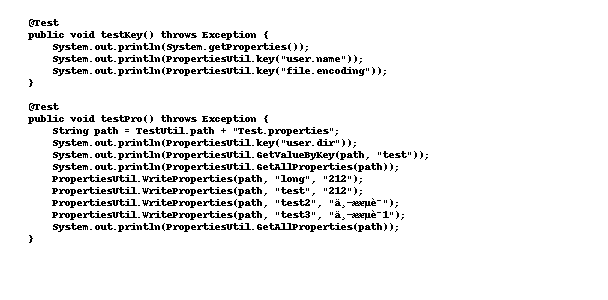 @Test
public void testKey() throws Exception {
System.out.println(System.getProperties());
System.out.println(PropertiesUtil.key("user.name"));
System.out.println(PropertiesUtil.key("file.encoding"));
}
@Test
public void testPro() throws Exception {
String path = TestUtil.path + "Test.properties";
System.out.println(PropertiesUtil.key("user.dir"));
System.out.println(PropertiesUtil.GetValueByKey(path, "test"));
System.out.println(PropertiesUtil.GetAllProperties(path));
PropertiesUtil.WriteProperties(path, "long", "212");
PropertiesUtil.WriteProperties(path, "test", "212");
PropertiesUtil.WriteProperties(path, "test2", "ä¸-æµè¯");
PropertiesUtil.WriteProperties(path, "test3", "ä¸-æµè¯1");
System.out.println(PropertiesUtil.GetAllProperties(path));
}